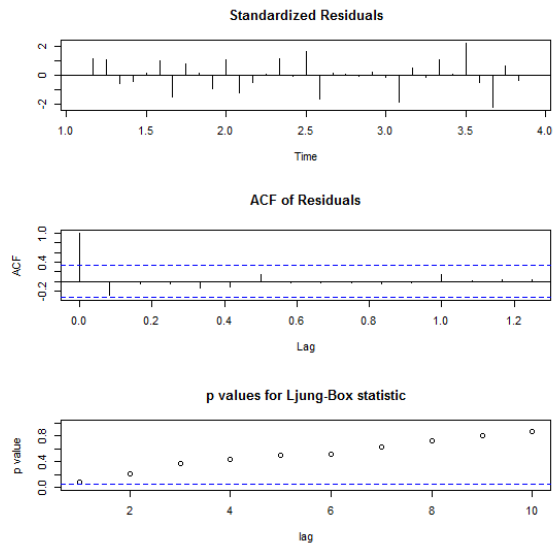 Standardized Residuals
2
0
-2
1.0 1.5 2.0 2.5 3.0 3.5 4.0
Time
ACF of Residuals
ACF
1.0
0.4
-0.2
0.0 0.2 0.4 0.6 0.8 1.0 1.2
Lag
p values for Ljung-Box statistic
p value
0.8
0.4
0.0
2 4 6 8 10
lag